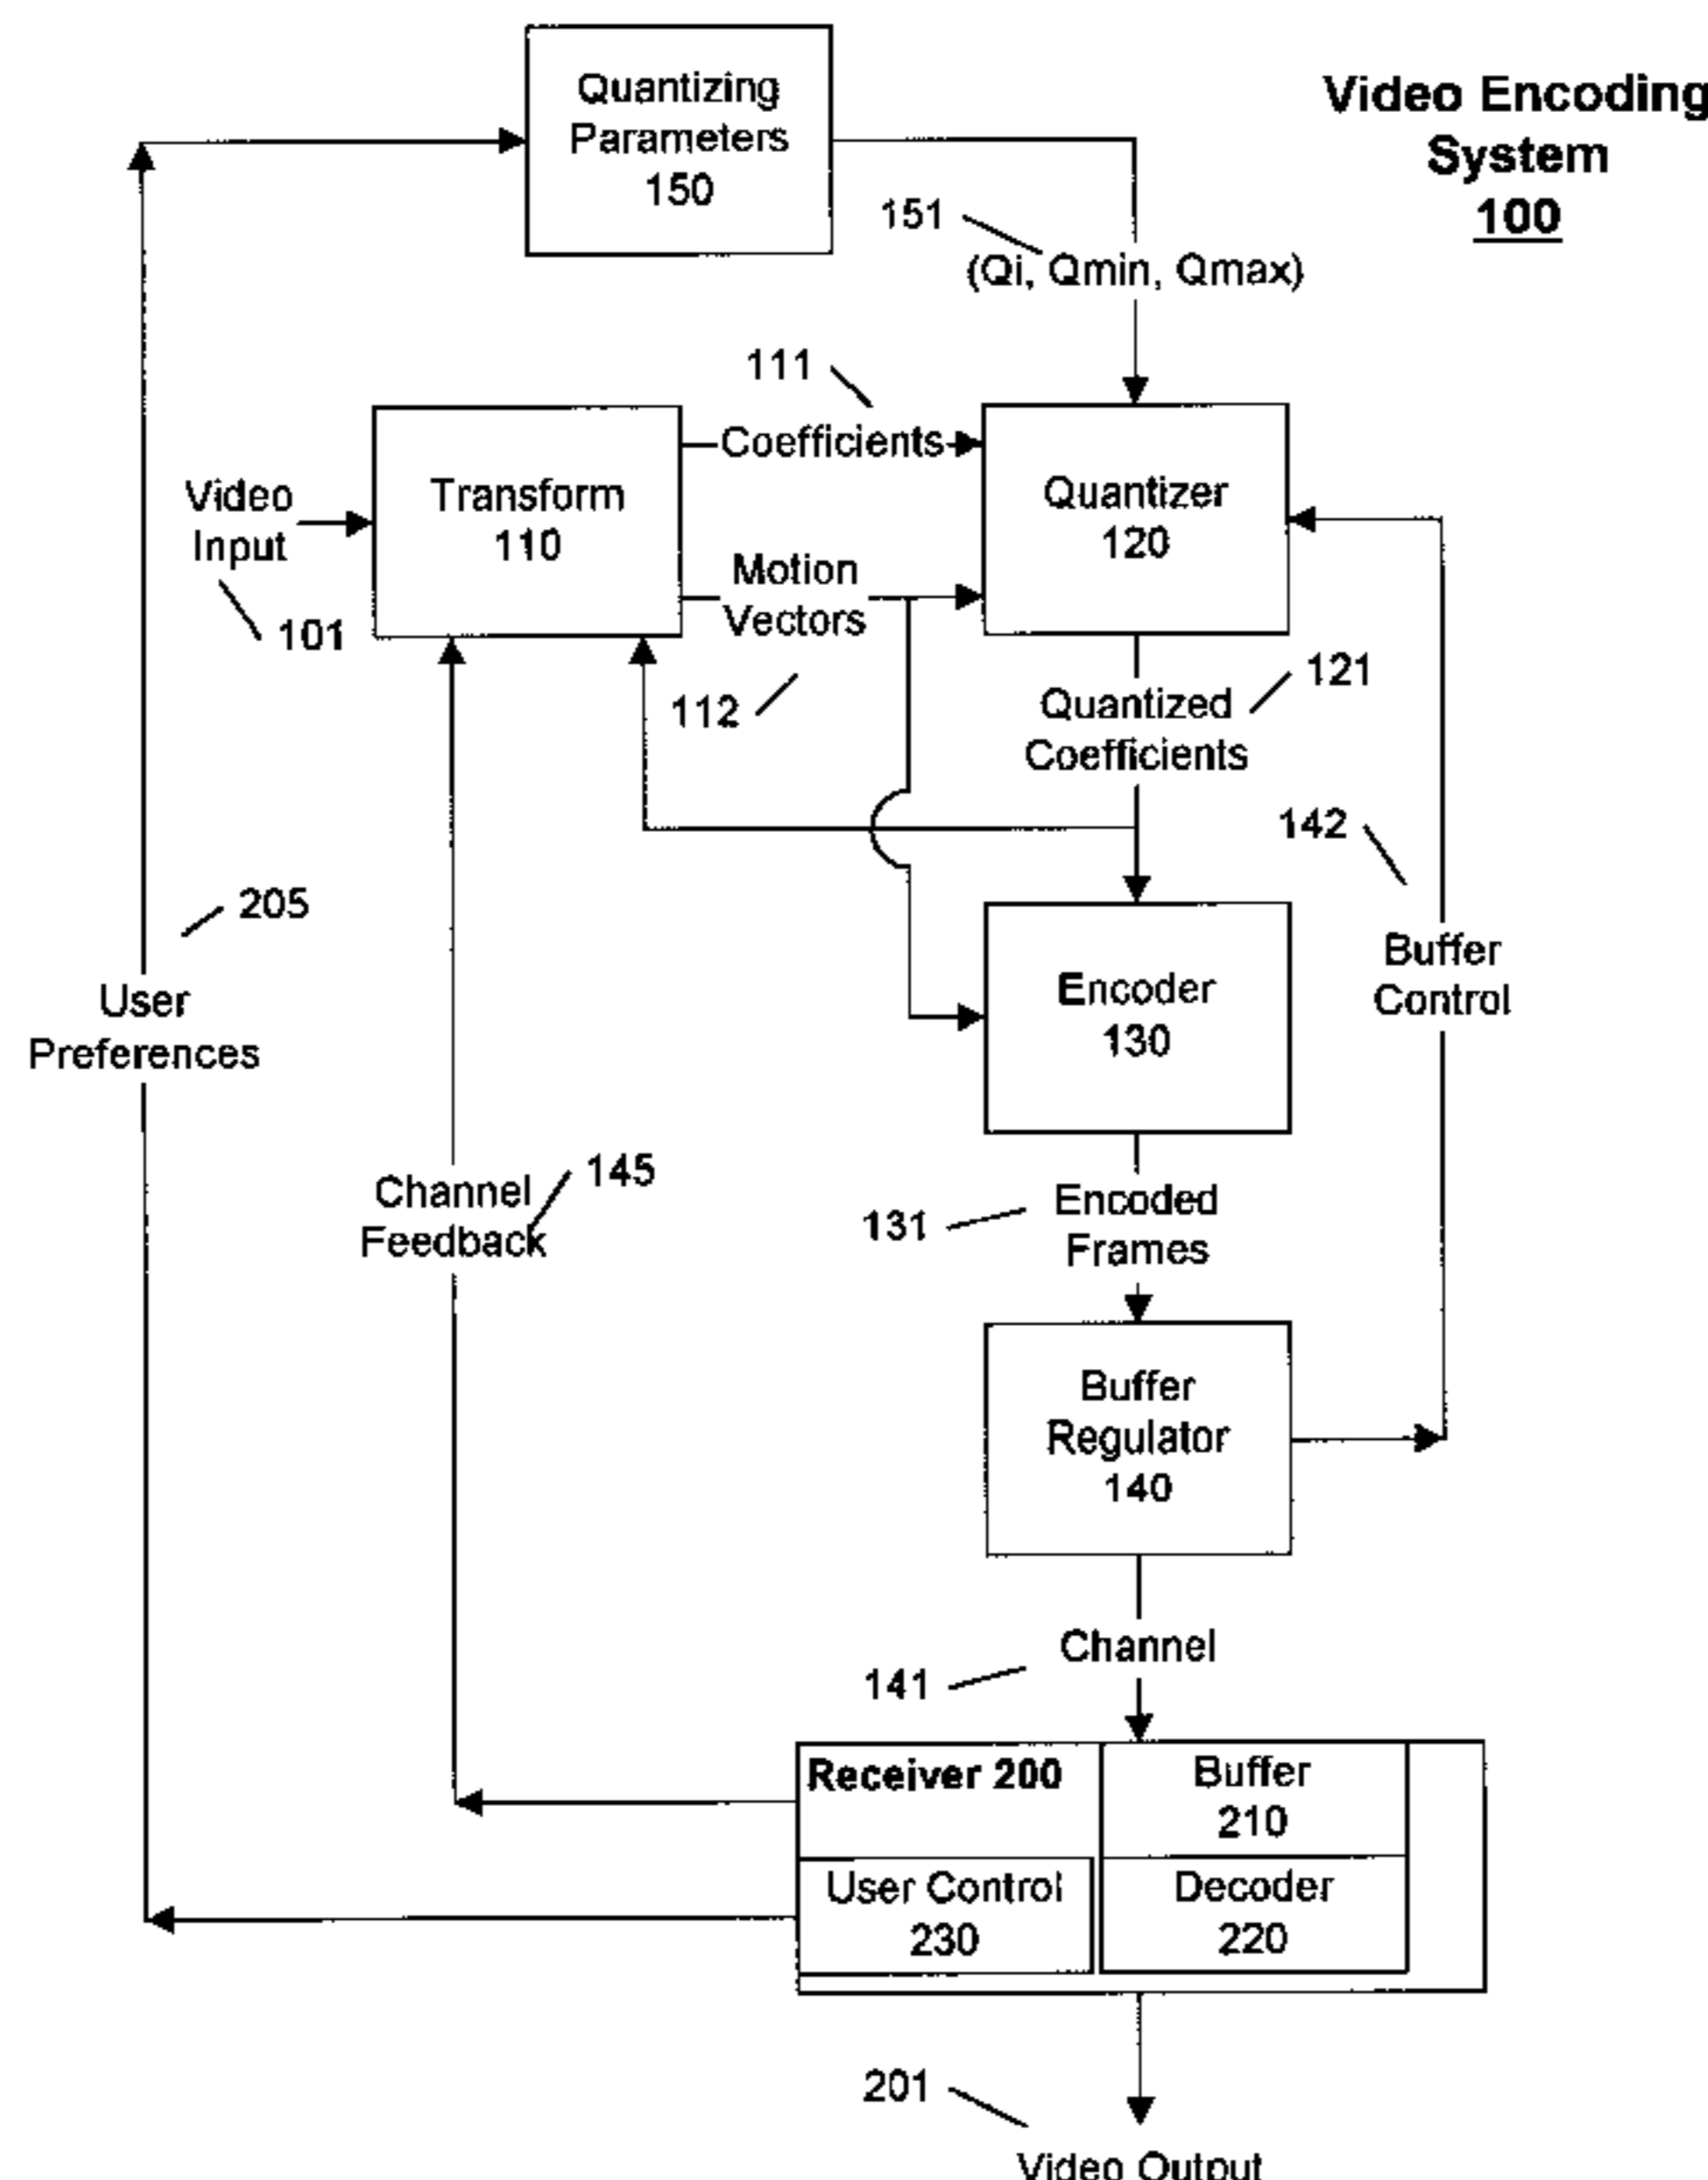 Video Encoding
System
100
Quantizing
Parameters
150
151
(Qi, Qmin, Qmax)
111
Coefficients
Video
Input
101
Transform
110
Motion
Vectors
112
Quantizer
120
121
Quantized
Coefficients
142
Buffer
Control
205
User
Preferences
Encoder
130
Channel
Feedback
145
131
Encoded
Frames
Buffer
Regulator
140
141
Channel
Receiver 200
Buffer
210
User Control
230
Decoder
220
201
Video Output